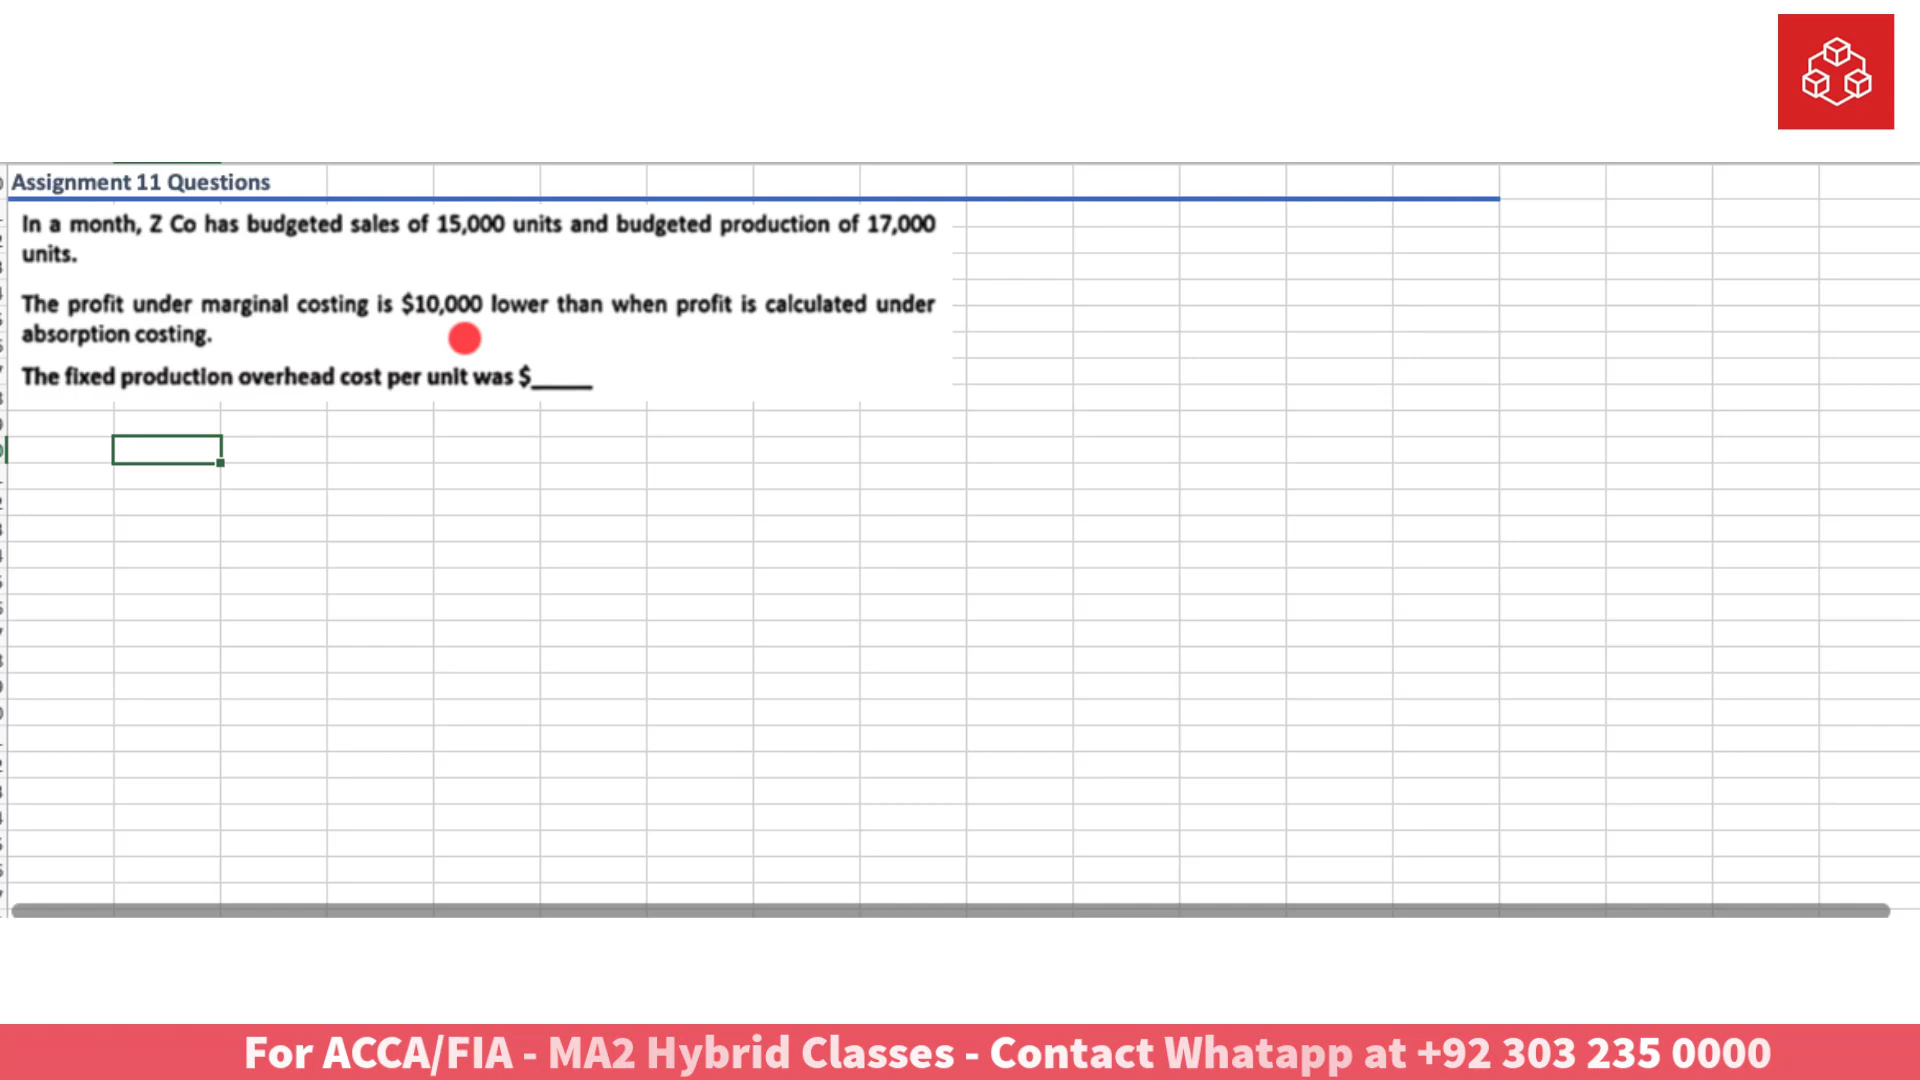 Assignment 11 Questions
In a month, Z Co has budgeted sales of 15,000 units and budgeted production of 17,000
units.
The profit under marginal costing is $10,000 lower than when profit is calculated under
absorption costing.
The fixed production overhead cost per unit was $_____
For ACCA/FIA - MA2 Hybrid Classes - Contact Whatapp at +92 303 235 0000